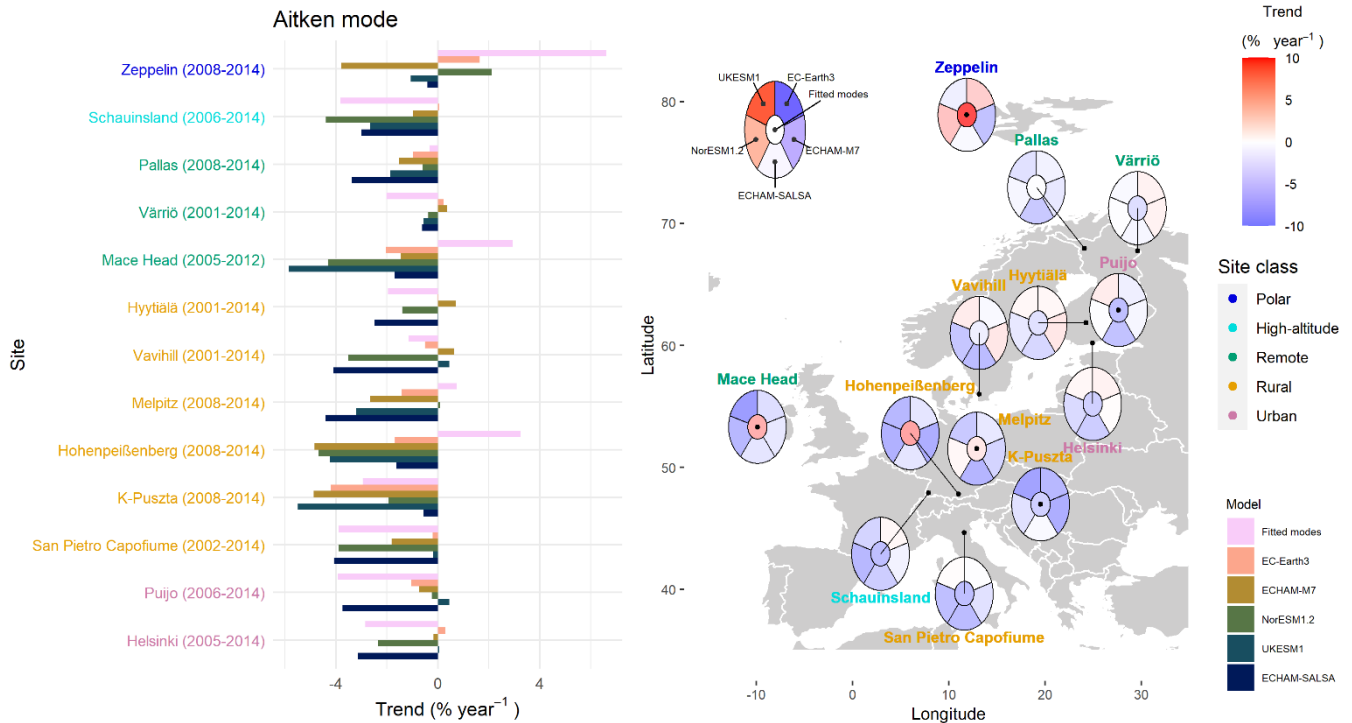 Aitken mode
Site
Zeppelin (2008-2014)
Schauinsland (2006-2014)
Pallas (2008-2014)
Värriö (2001-2014)
Mace Head (2005-2012)
Hyytiälä (2001-2014)
Vavihill (2001-2014)
Melpitz (2008-2014)
Hohenpeißenberg (2008-2014)
K-Puszta (2008-2014)
San Pietro Capofiume (2002-2014)
Puijo (2006-2014)
Helsinki (2005-2014)
-4 0 4
Trend (% year⁻¹)
Latitude
80
70
60
50
40
-10 0 10 20 30
Longitude
UKESM1
EC-Earth3
Fitted modes
NorESM1.2
ECHAM-M7
ECHAM-SALSA
Zeppelin
Pallas
Värriö
Puijo
Vavihill
Hyytiälä
Mace Head
Hohenpeißenberg
Melpitz
Helsinki
K-Puszta
Schauinsland
San Pietro Capofiume
Trend
(% year⁻¹)
10
5
0
-5
-10
Site class
Polar
High-altitude
Remote
Rural
Urban
Model
Fitted modes
EC-Earth3
ECHAM-M7
NorESM1.2
UKESM1
ECHAM-SALSA